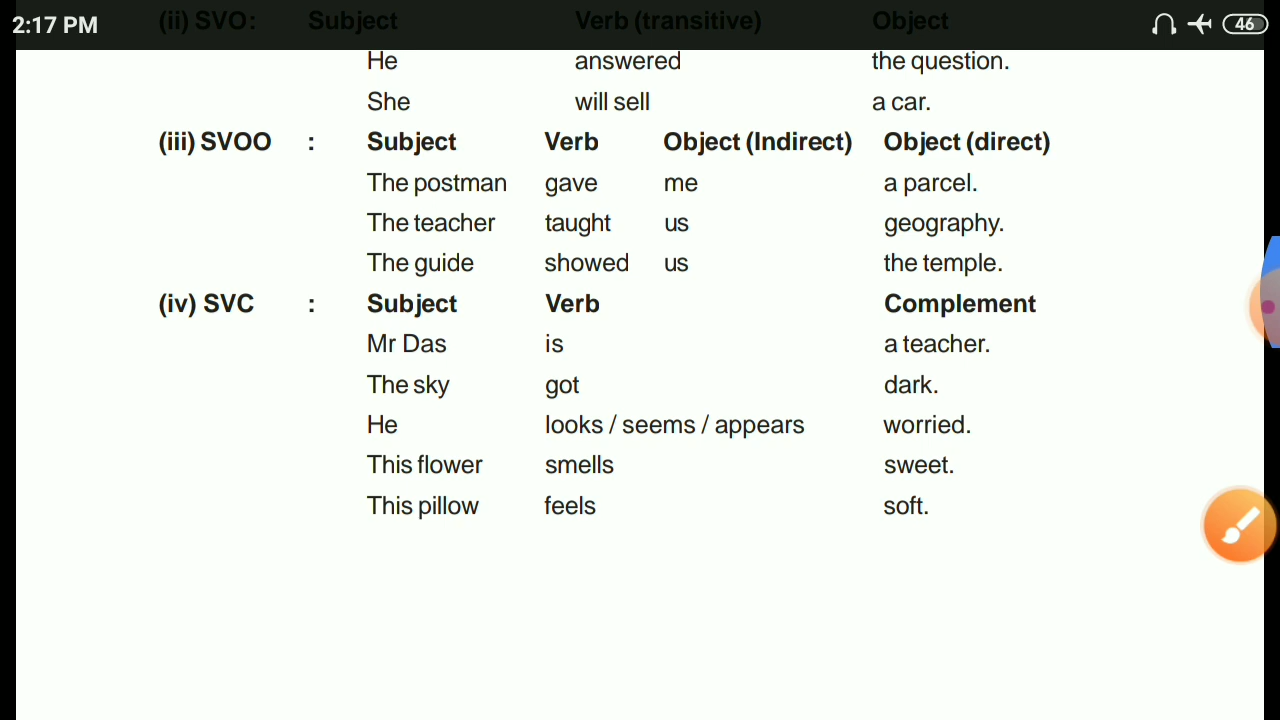 2:17 PM 46
(ii) SVO: Subject Verb (transitive) Object
He answered the question.
She will sell a car.
(iii) SVOO : Subject Verb Object (Indirect) Object (direct)
The postman gave me a parcel.
The teacher taught us geography.
The guide showed us the temple.
(iv) SVC : Subject Verb Complement
Mr Das is a teacher.
The sky got dark.
He looks / seems / appears worried.
This flower smells sweet.
This pillow feels soft.